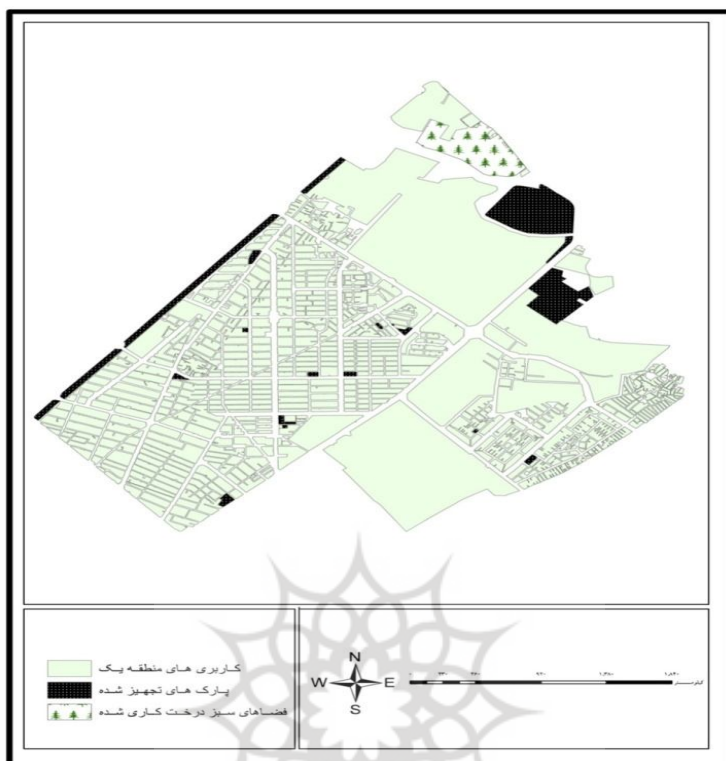 کاربری های منطقه یک
پارک های تجهیز شده
فضاهای سبز درخت کاری شده
N
W E
S
کیلومتر